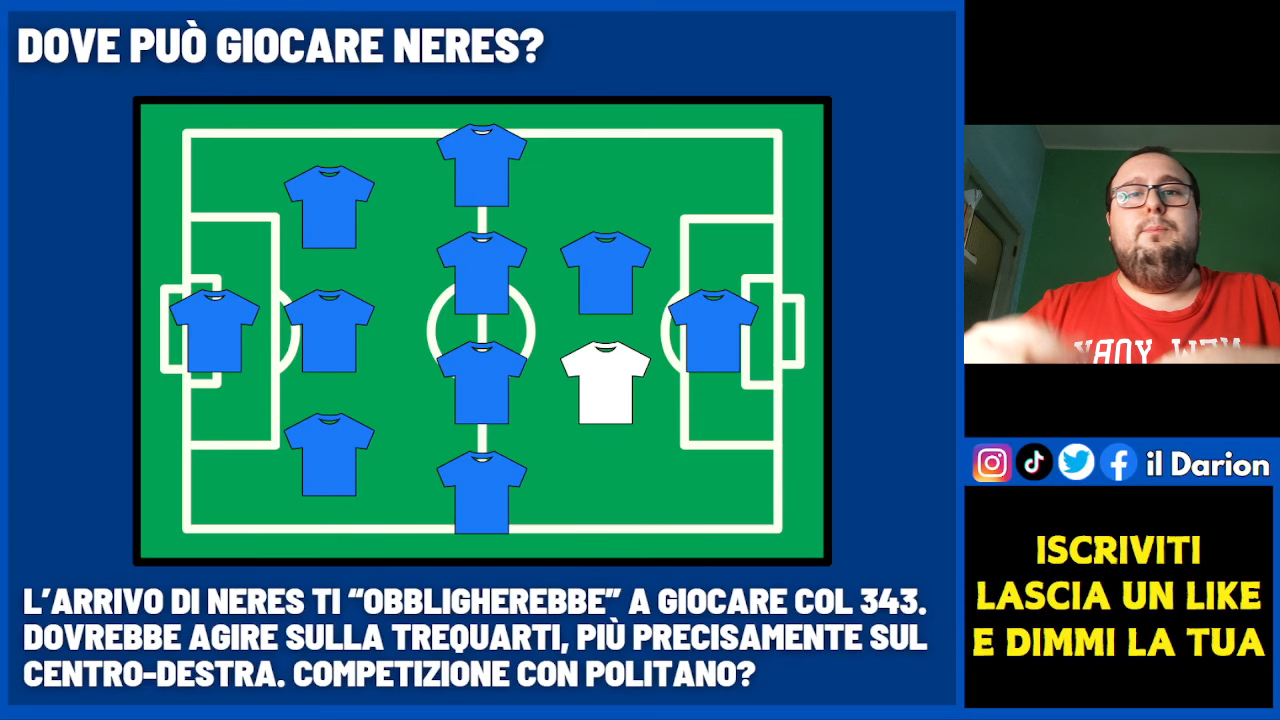 DOVE PUÒ GIOCARE NERES?
L'ARRIVO DI NERES TI “OBBLIGHEREBBE” A GIOCARE COL 343.
DOVREBBE AGIRE SULLA TREQUARTI, PIÙ PRECISAMENTE SUL
CENTRO-DESTRA. COMPETIZIONE CON POLITANO?
il Darion
ISCRIVITI
LASCIA UN LIKE
E DIMMI LA TUA